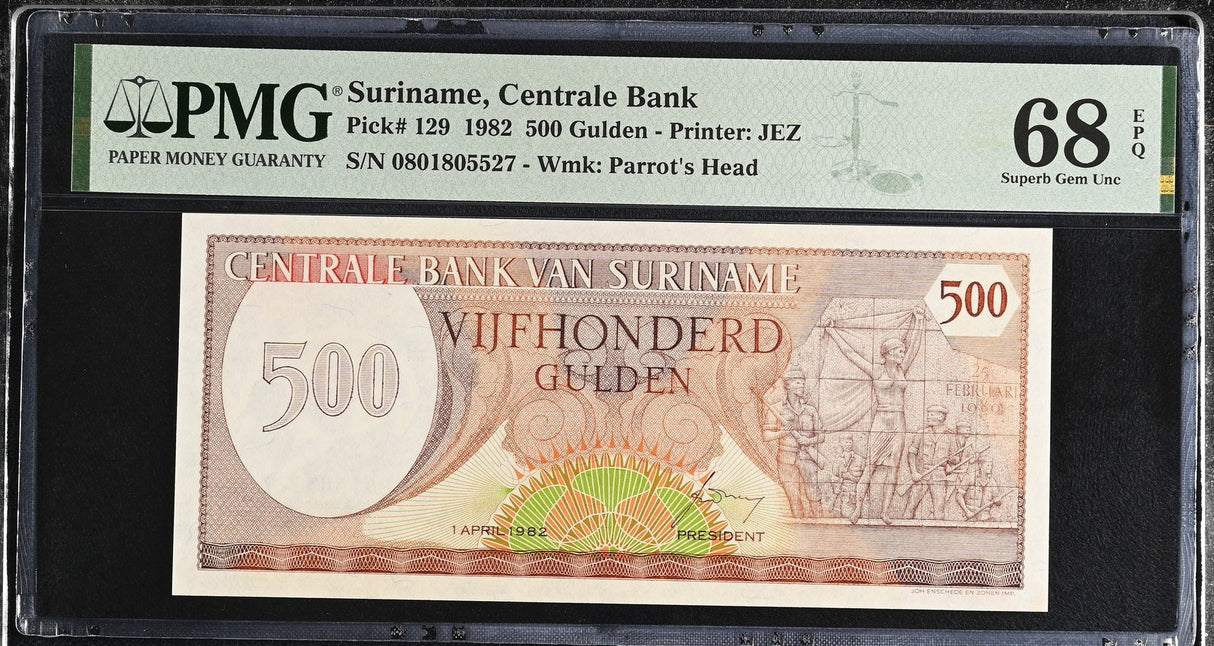 PMG®
PAPER MONEY GUARANTY
Suriname, Centrale Bank
Pick# 129 1982 500 Gulden - Printer: JEZ
S/N 0801805527 - Wmk: Parrot's Head
68
EPQ
Superb Gem Unc
CENTRALE BANK VAN SURINAME
500
VIJFHONDERD
GULDEN
500
25
FEBRUARI
1980
1 APRIL 1982
PRESIDENT
JOH. ENSCHEDÉ EN ZONEN IMP.